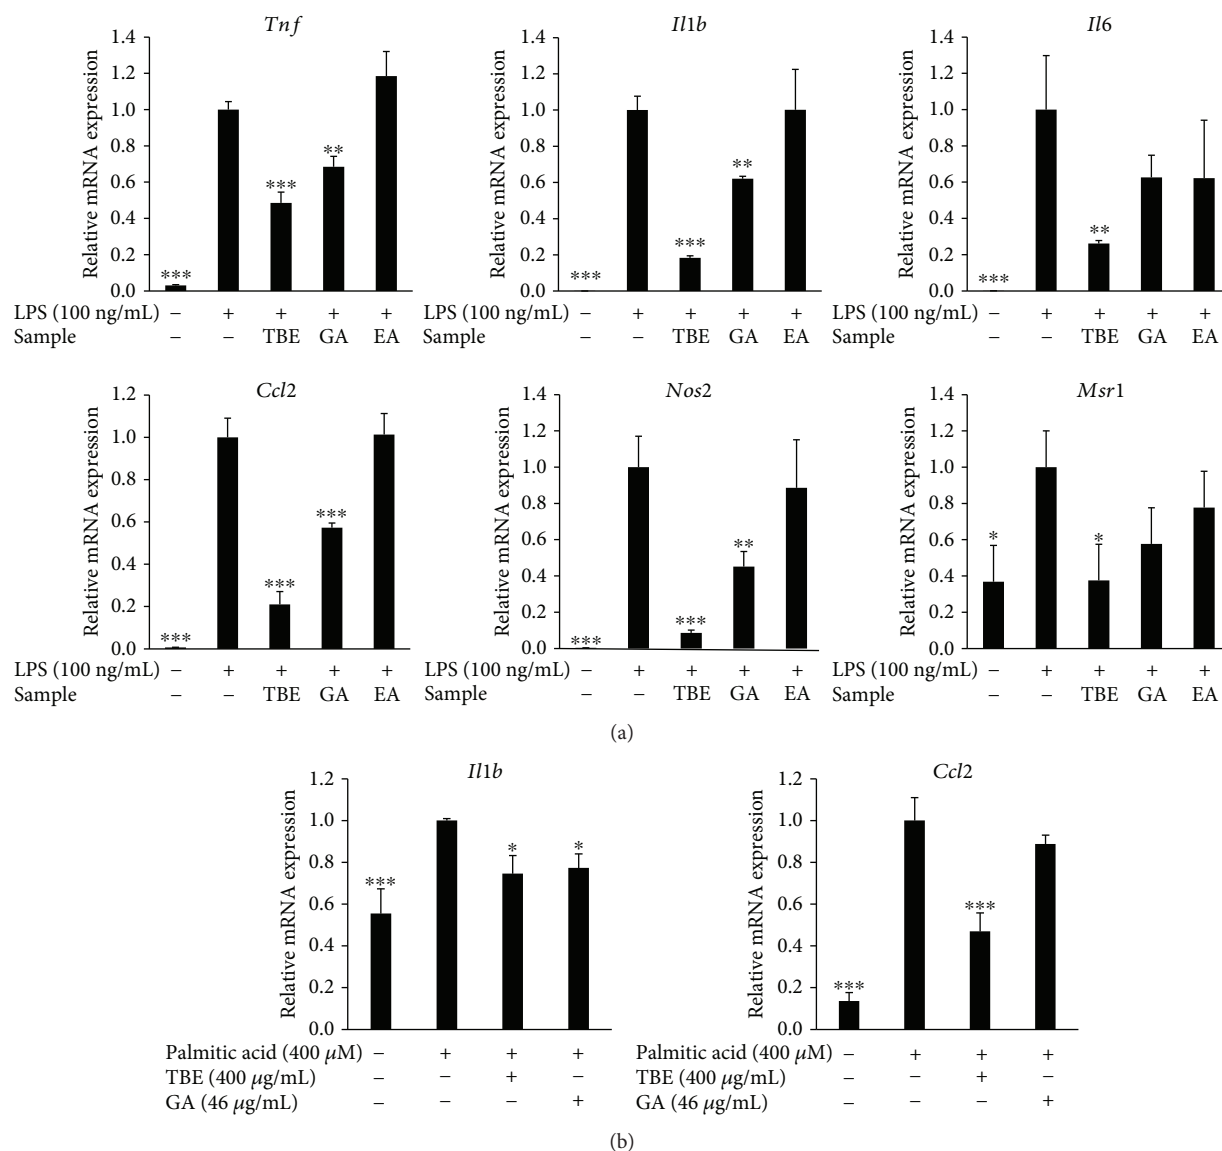 Tnf Il1b Il6
Relative mRNA expression Relative mRNA expression Relative mRNA expression
1.4 1.4 1.4
1.2 1.2 1.2
1.0 1.0 1.0
0.8 0.8 0.8
0.6 0.6 0.6
0.4 0.4 0.4
0.2 0.2 0.2
0.0 0.0 0.0
*** *** ** *** *** ** *** **
LPS (100 ng/mL) − + + + + LPS (100 ng/mL) − + + + + LPS (100 ng/mL) − + + + +
Sample − − TBE GA EA Sample − − TBE GA EA Sample − − TBE GA EA
Ccl2 Nos2 Msr1
Relative mRNA expression Relative mRNA expression Relative mRNA expression
1.2 1.4 1.4
1.0 1.2 1.2
0.8 1.0 1.0
0.6 0.8 0.8
0.4 0.6 0.6
0.2 0.4 0.4
0.0 0.2 0.2
0.0 0.0
*** *** *** *** *** ** * *
LPS (100 ng/mL) − + + + + LPS (100 ng/mL) − + + + + LPS (100 ng/mL) − + + + +
Sample − − TBE GA EA Sample − − TBE GA EA Sample − − TBE GA EA
(a)
Il1b Ccl2
Relative mRNA expression Relative mRNA expression
1.2 1.2
1.0 1.0
0.8 0.8
0.6 0.6
0.4 0.4
0.2 0.2
0.0 0.0
*** * * *** ***
Palmitic acid (400 µM) − + + + Palmitic acid (400 µM) − + + +
TBE (400 µg/mL) − − + − TBE (400 µg/mL) − − + −
GA (46 µg/mL) − − − + GA (46 µg/mL) − − − +
(b)